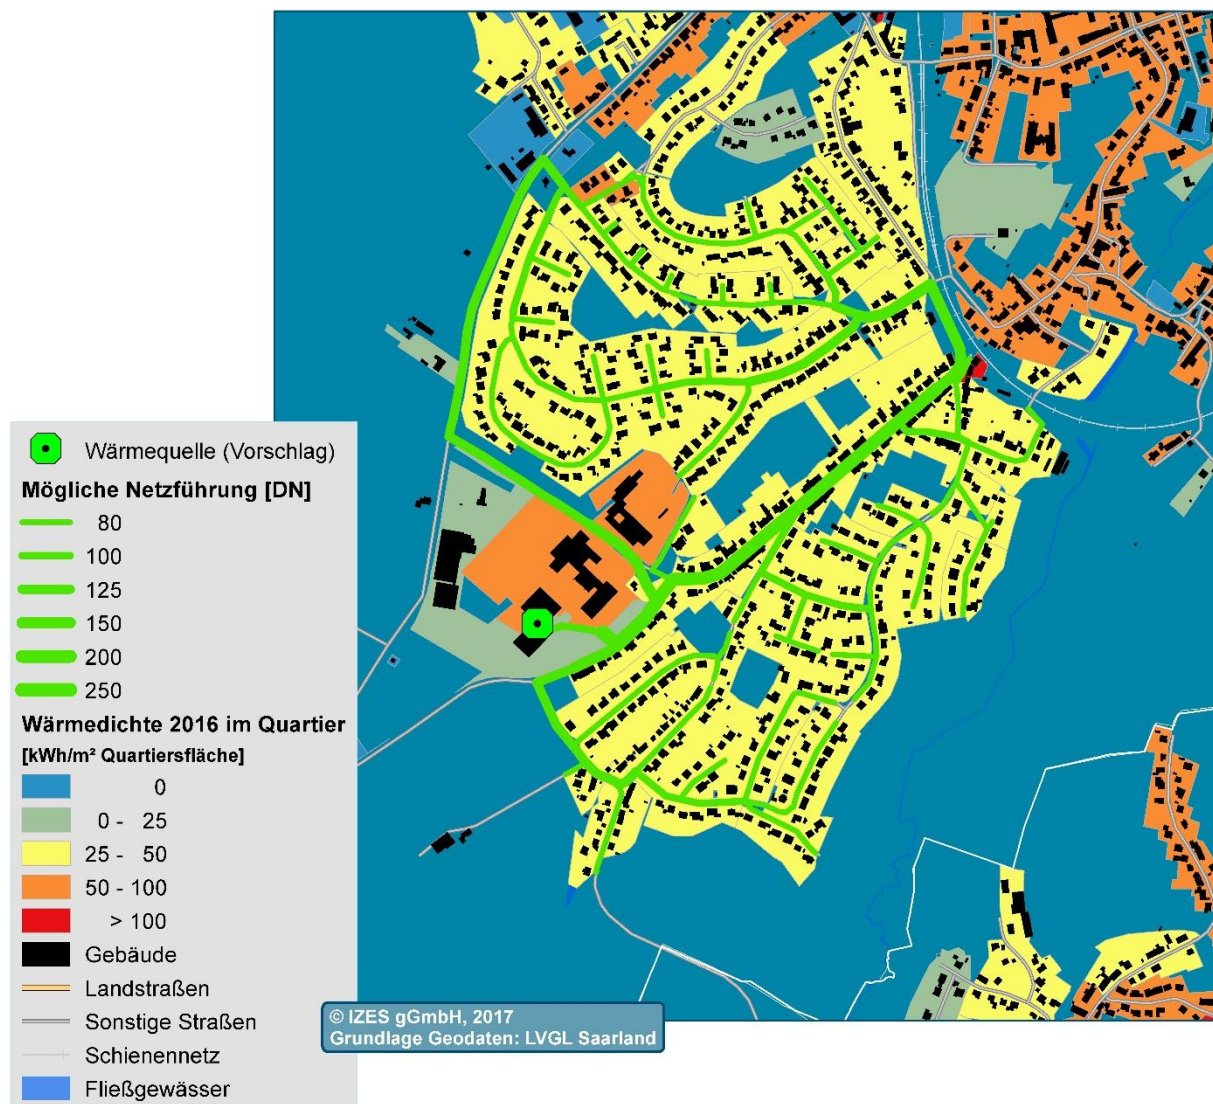 Wärmequelle (Vorschlag)
Mögliche Netzführung [DN]
80
100
125
150
200
250
Wärmedichte 2016 im Quartier
[kWh/m² Quartiersfläche]
0
0 - 25
25 - 50
50 - 100
> 100
Gebäude
Landstraßen
Sonstige Straßen
Schienennetz
Fließgewässer
© IZES gGmbH, 2017
Grundlage Geodaten: LVGL Saarland